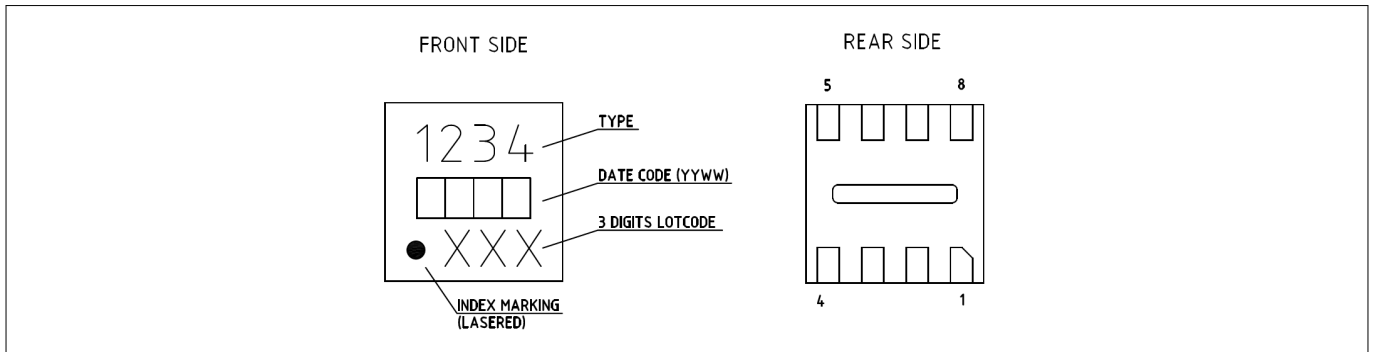 FRONT SIDE
1234
TYPE
DATE CODE (YYWW)
XXX
3 DIGITS LOTCODE
INDEX MARKING
(LASERED)
REAR SIDE
5 8
4 1